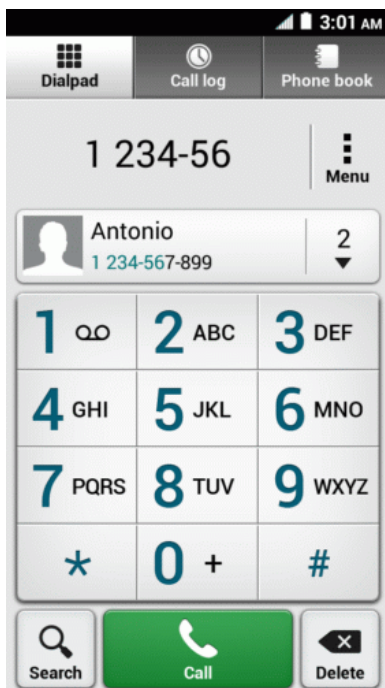 3:01 AM
Dialpad Call log Phone book
1 234-56
Menu
Antonio
1 234-567-899
2
1 2 ABC 3 DEF
4 GHI 5 JKL 6 MNO
7 PQRS 8 TUV 9 WXYZ
* 0 + #
Search Call Delete